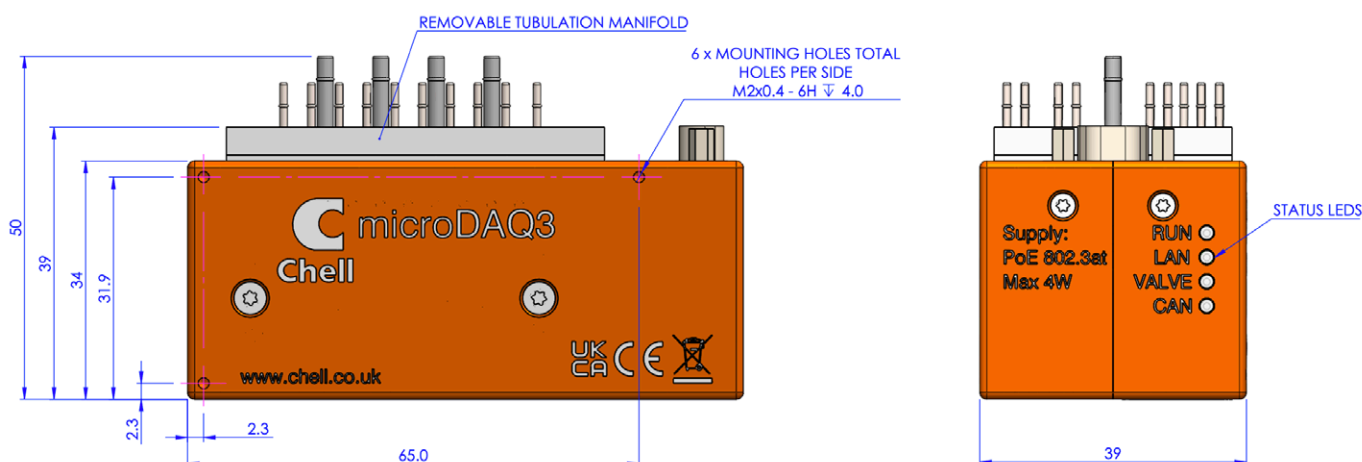 REMOVABLE TUBULATION MANIFOLD
6 x MOUNTING HOLES TOTAL
HOLES PER SIDE
M2x0.4 - 6H ↧ 4.0
50
39
34
31.9
2.3
2.3
65.0
microDAQ3
Chell
www.chell.co.uk
UK
CA CE
Supply:
PoE 802.3at
Max 4W
RUN
LAN
VALVE
CAN
STATUS LEDS
39